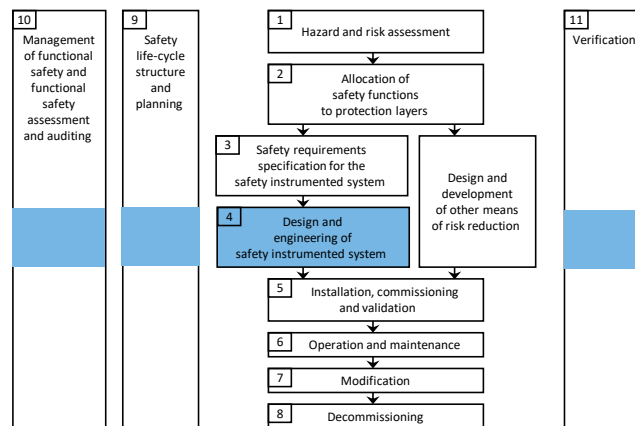 10
Management
of functional
safety and
functional
safety
assessment
and auditing
9
Safety
life-cycle
structure
and
planning
1
Hazard and risk assessment
2
Allocation of
safety functions
to protection layers
3
Safety requirements
specification for the
safety instrumented system
Design and
development
of other means
of risk reduction
4
Design and
engineering of
safety instrumented system
5
Installation, commissioning
and validation
6
Operation and maintenance
7
Modification
8
Decommissioning
11
Verification